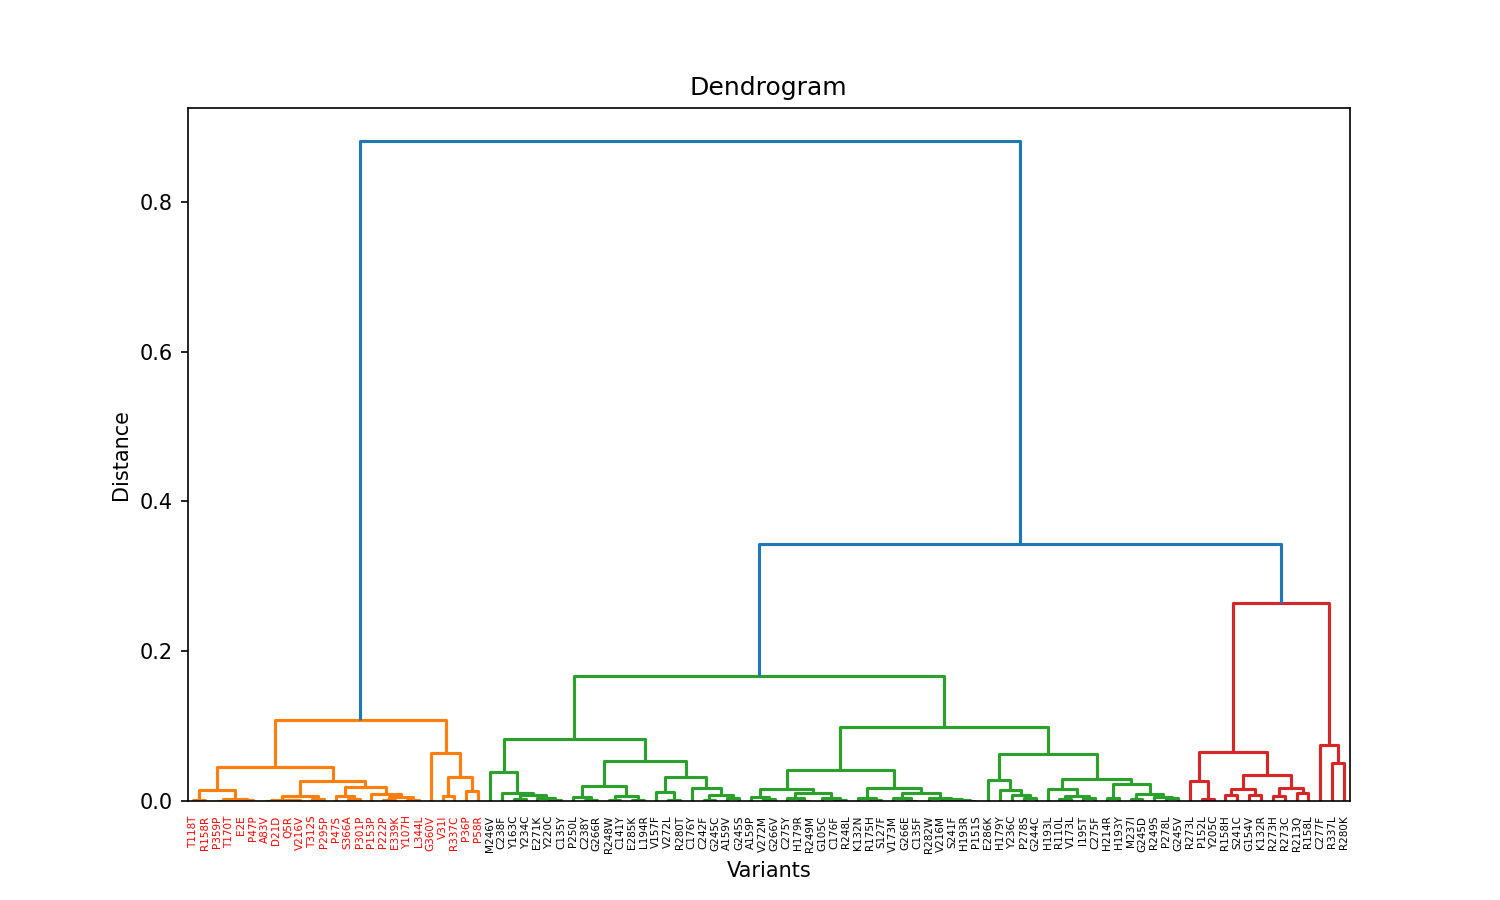 Dendrogram
0.8
0.6
0.4
0.2
0.0
Distance
T118T
R158R
P359P
T170T
E2E
P47P
A83V
D21D
Q5R
V216V
T312S
P295P
P47S
S366A
P301P
P153P
P222P
E339K
Y107H
L344L
G360V
V31I
R337C
P36P
P58R
M246V
C238F
Y163C
Y234C
E271K
Y220C
C135Y
P250L
C238Y
G266R
R248W
C141Y
E285K
L194R
V157F
V272L
R280T
C176Y
C242F
G245C
A159V
G245S
A159P
V272M
G266V
C275Y
H179R
R249M
G105C
C176F
R248L
K132N
R175H
S127F
V173M
G266E
C135F
R282W
V216M
S241F
H193R
P151S
E286K
H179Y
Y236C
P278S
G244C
H193L
R110L
V173L
I195T
C275F
H214R
H193Y
M237I
G245D
R249S
P278L
G245V
R273L
P152L
Y205C
R158H
S241C
G154V
K132R
R273H
R273C
R213Q
R158L
C277F
R337L
R280K
Variants